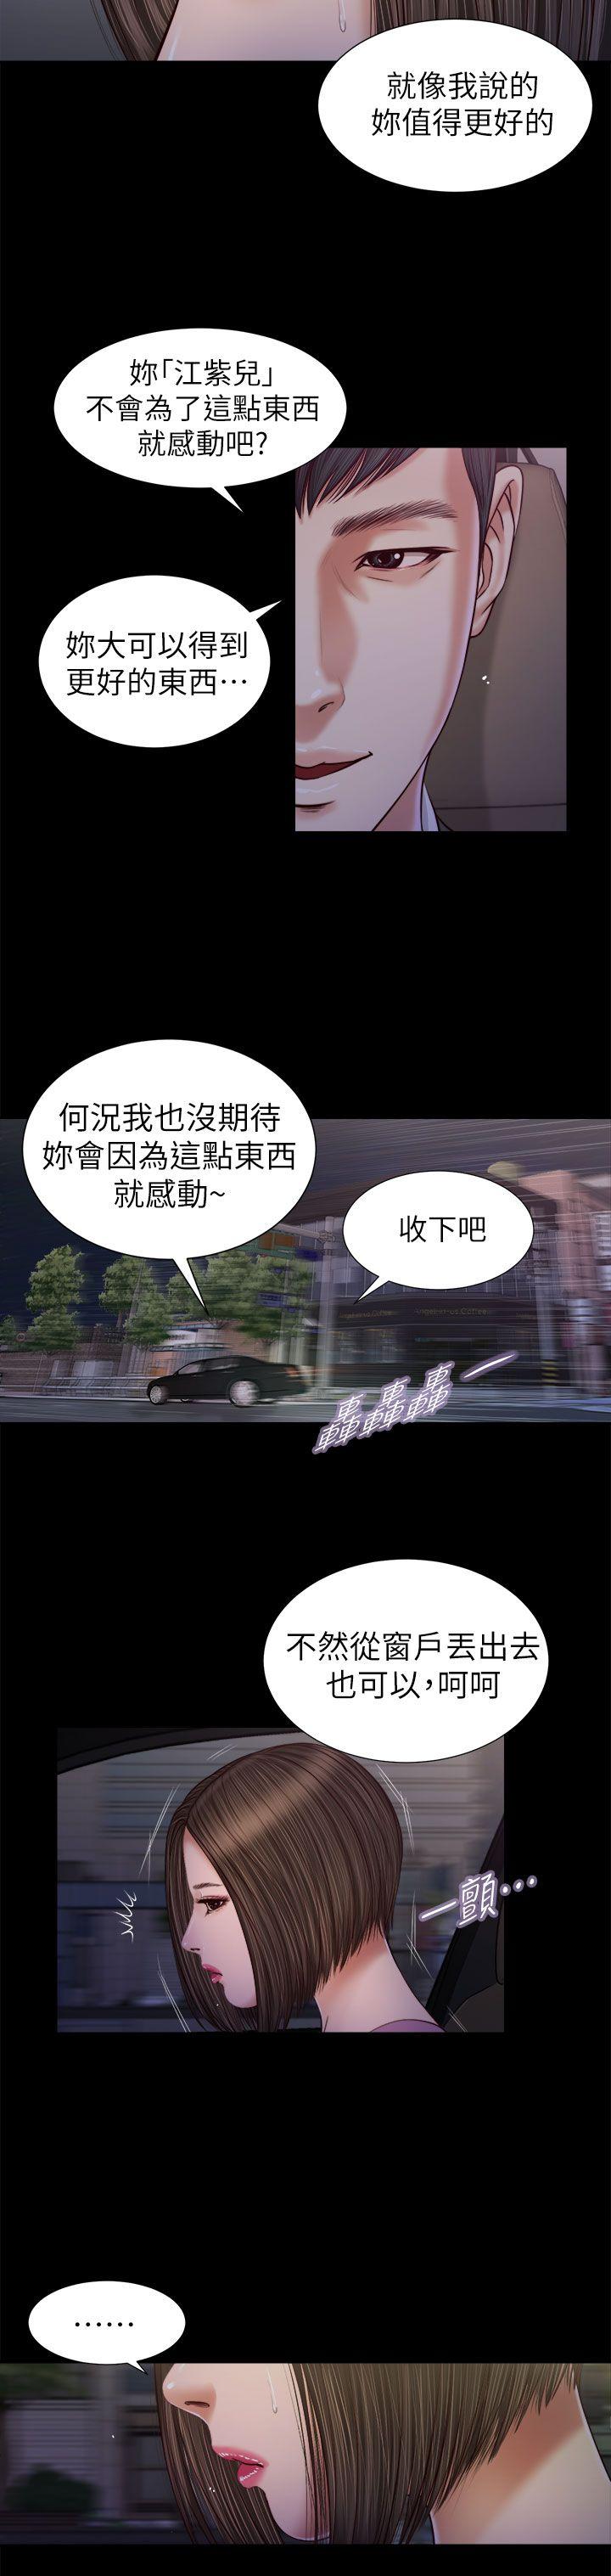 就像我說的
妳值得更好的
妳「江紫兒」
不會為了這點東西
就感動吧?
妳大可以得到
更好的東西…
何況我也沒期待
妳會因為這點東西
就感動~
收下吧
轟轟轟—
不然從窗戶丟出去
也可以,呵呵
一顫…
……